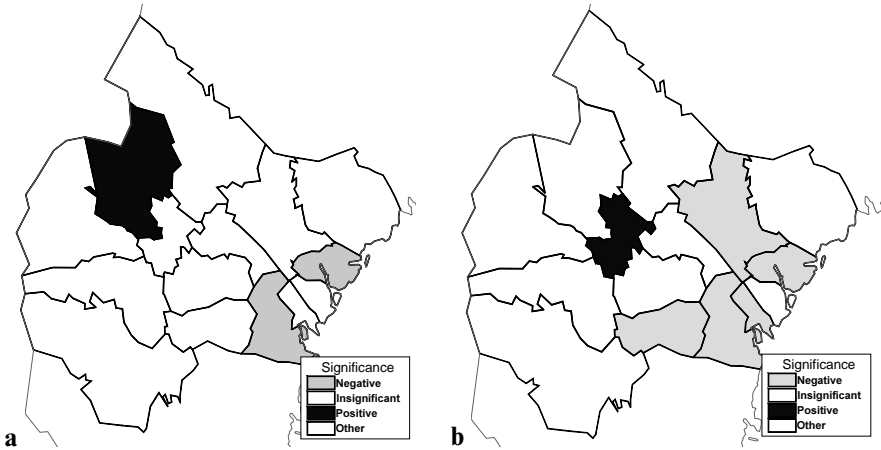 Significance
Negative
Insignificant
Positive
Other
a
Significance
Negative
Insignificant
Positive
Other
b